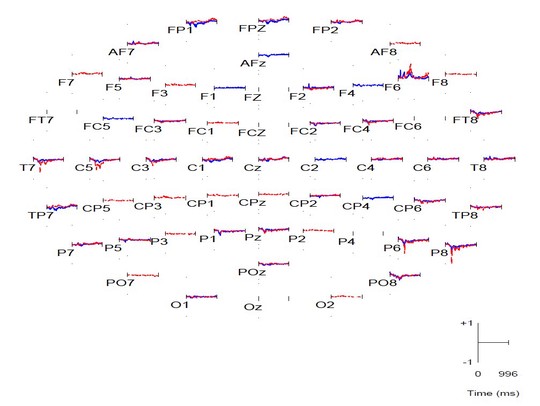 FP1 FPZ FP2
AF7 AF8
AFz
F7 F5 F3 F1 FZ F2 F4 F6 F8
FT7 FC5 FC3 FC1 FCZ FC2 FC4 FC6 FT8
T7 C5 C3 C1 Cz C2 C4 C6 T8
TP7 CP5 CP3 CP1 CPz CP2 CP4 CP6 TP8
P7 P5 P3 P1 Pz P2 P4 P6 P8
PO7 POz PO8
O1 Oz O2
+1
-1
0 996
Time (ms)